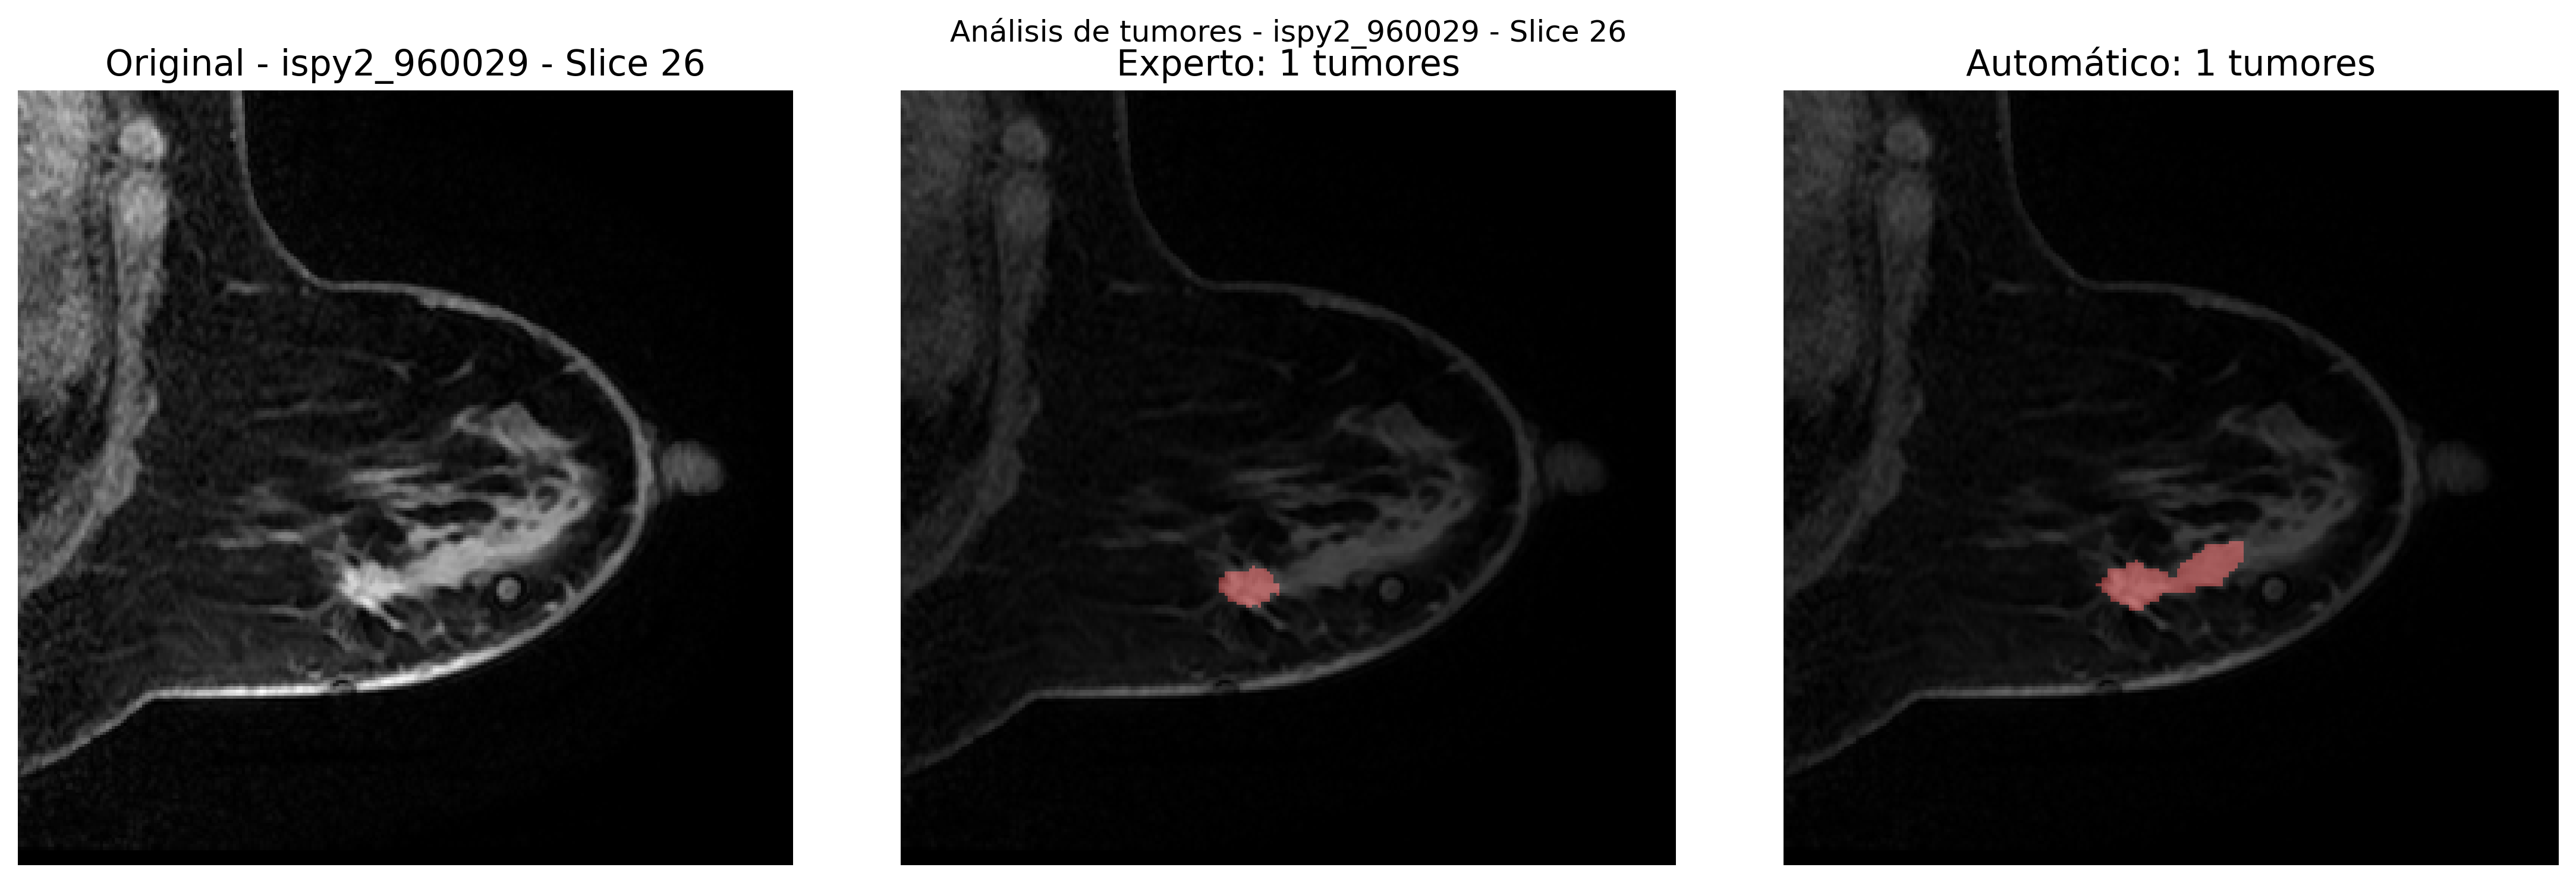 Análisis de tumores - ispy2_960029 - Slice 26
Original - ispy2_960029 - Slice 26
Experto: 1 tumores
Automático: 1 tumores